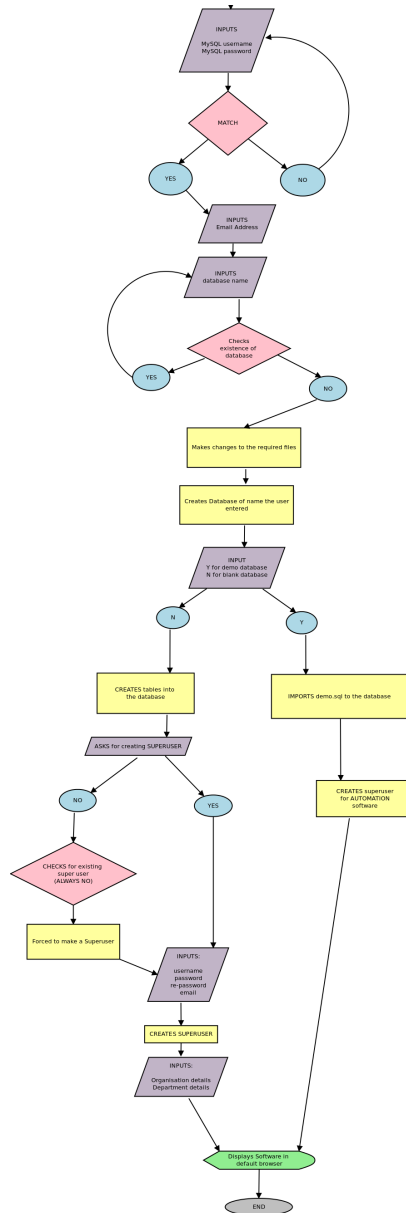 INPUTS
MySQL username
MySQL password
MATCH
YES
NO
INPUTS
Email Address
INPUTS
database name
Checks
existence of
database
YES
NO
Makes changes to the required files
Creates Database of name the user
entered
INPUT
Y for demo database
N for blank database
N
Y
CREATES tables into
the database
IMPORTS demo.sql to the database
ASKS for creating SUPERUSER
NO
YES
CREATES superuser
for AUTOMATION
software
CHECKS for existing
super user
(ALWAYS NO)
Forced to make a Superuser
INPUTS:
username
password
re-password
email
CREATES SUPERUSER
INPUTS:
Organisation details
Department details
Displays Software in
default browser
END